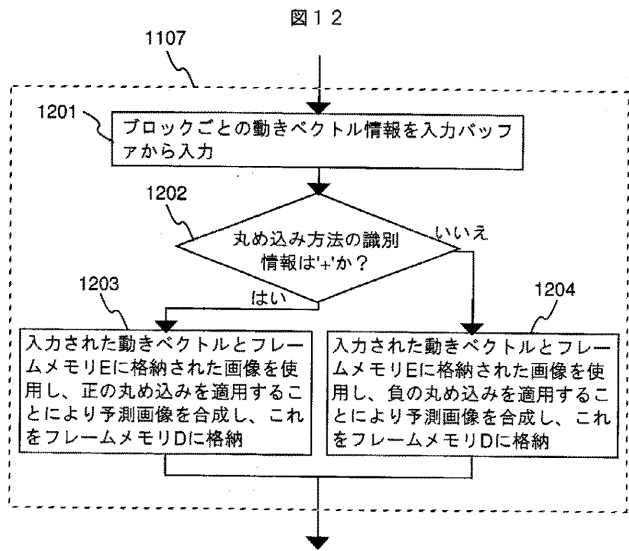 図12
1107
1201
ブロックごとの動きベクトル情報を入力バッフ
ァから入力
1202
丸め込み方法の識別
情報は'+'か？
いいえ
はい
1203
入力された動きベクトルとフレー
ムメモリEに格納された画像を使
用し、正の丸め込みを適用するこ
とにより予測画像を合成し、これ
をフレームメモリDに格納
1204
入力された動きベクトルとフレー
ムメモリEに格納された画像を使
用し、負の丸め込みを適用するこ
とにより予測画像を合成し、これ
をフレームメモリDに格納